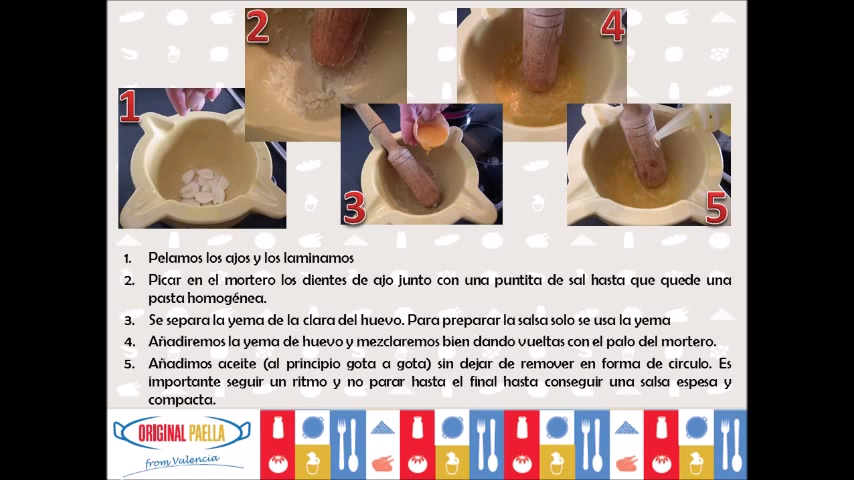 1
2
3
4
5
1. Pelamos los ajos y los laminamos
2. Picar en el mortero los dientes de ajo junto con una puntita de sal hasta que quede una
pasta homogénea.
3. Se separa la yema de la clara del huevo. Para preparar la salsa solo se usa la yema
4. Añadiremos la yema de huevo y mezclaremos bien dando vueltas con el palo del mortero.
5. Añadimos aceite (al principio gota a gota) sin dejar de remover en forma de circulo. Es
importante seguir un ritmo y no parar hasta el final hasta conseguir una salsa espesa y
compacta.
ORIGINAL PAELLA
from Valencia